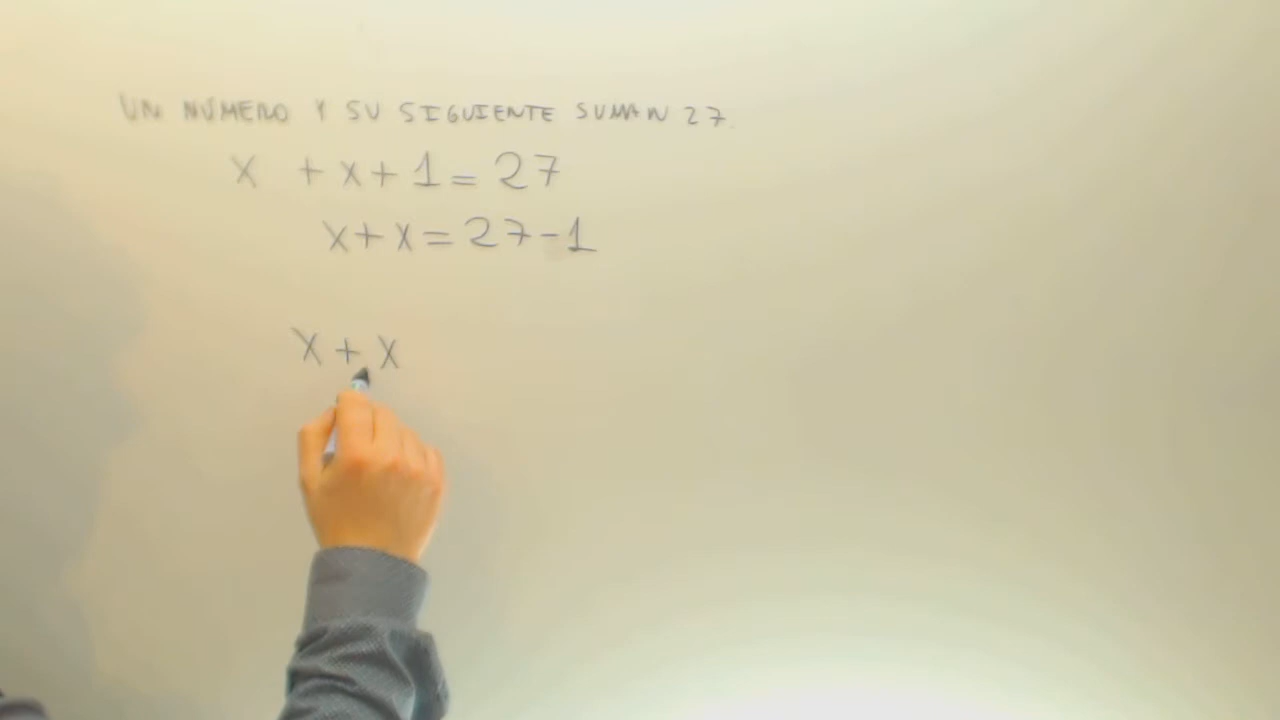 UN NÚMERO Y SU SIGUIENTE SUMAN 27.
x + x + 1 = 27
x + x = 27 - 1
x + x